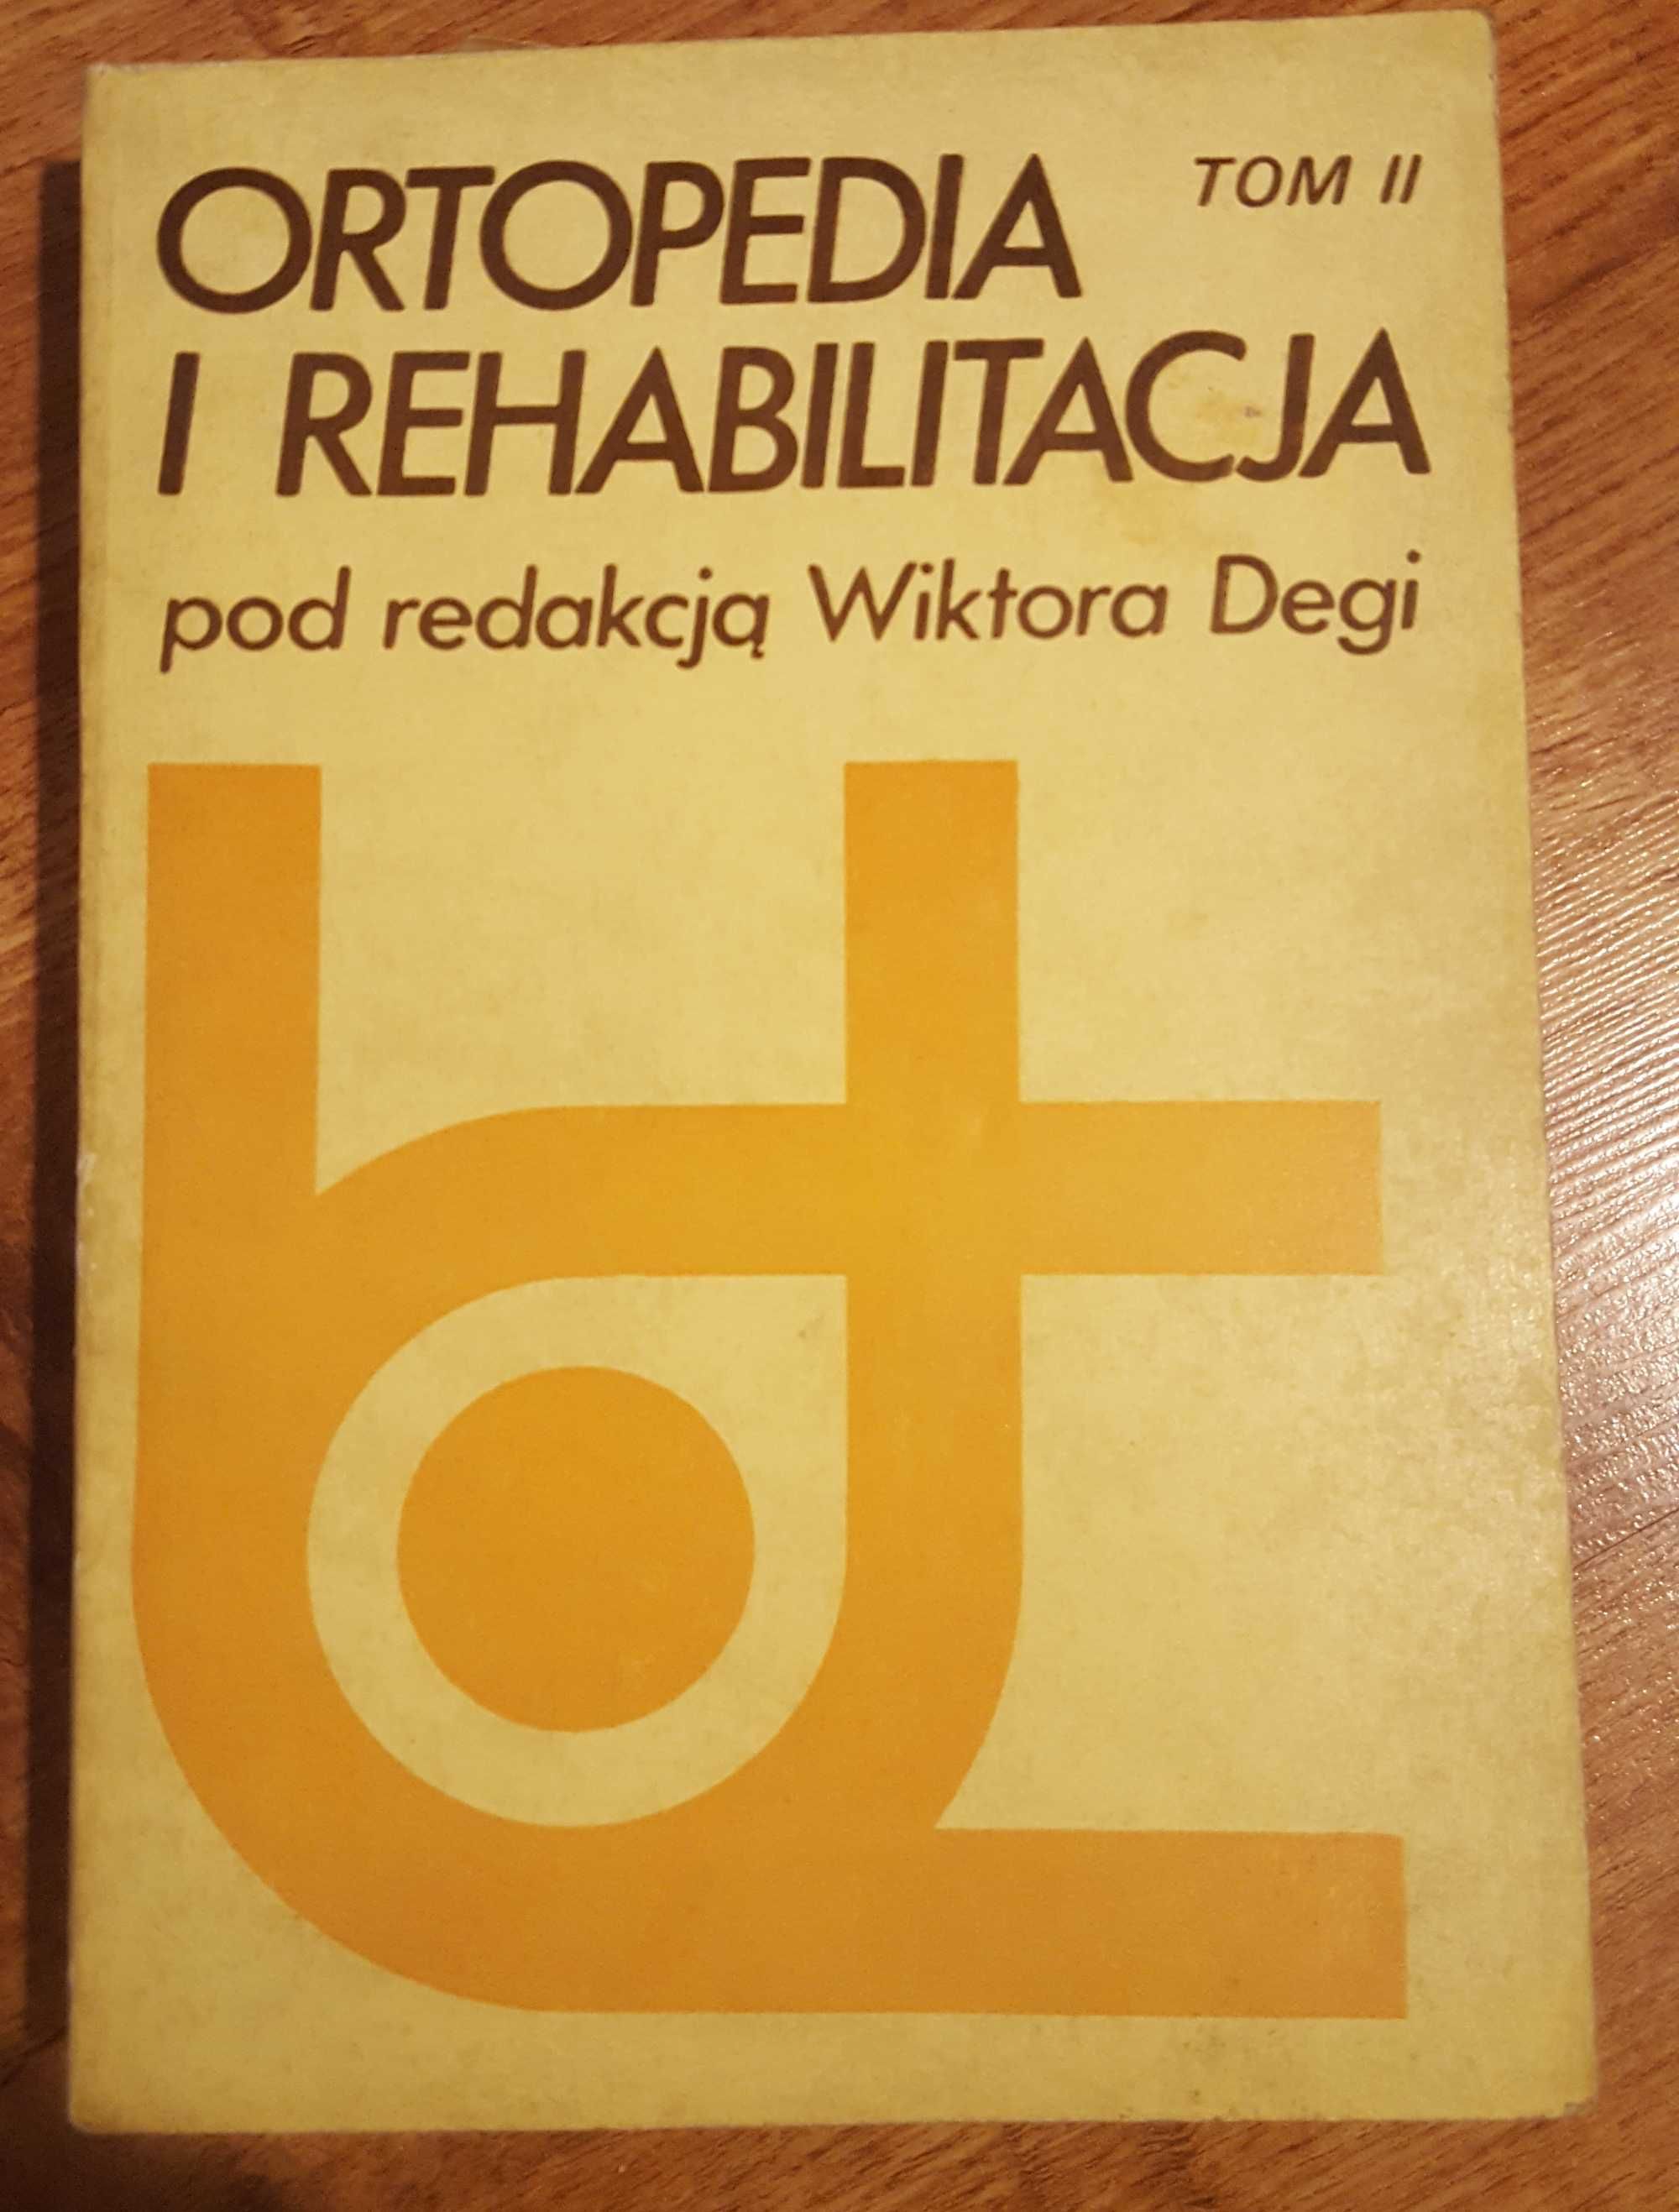 ORTOPEDIA TOM II
I REHABILITACJA
pod redakcją Wiktora Degi